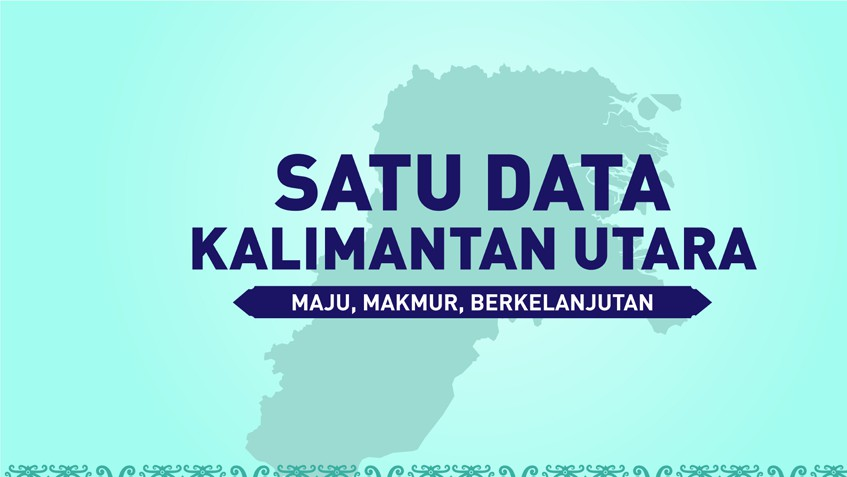 SATU DATA
KALIMANTAN UTARA
MAJU, MAKMUR, BERKELANJUTAN